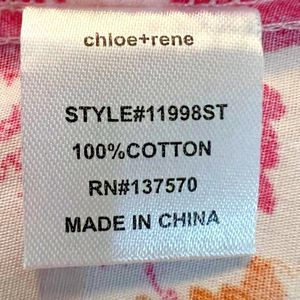 chloe+rene
STYLE#11998ST
100%COTTON
RN#137570
MADE IN CHINA